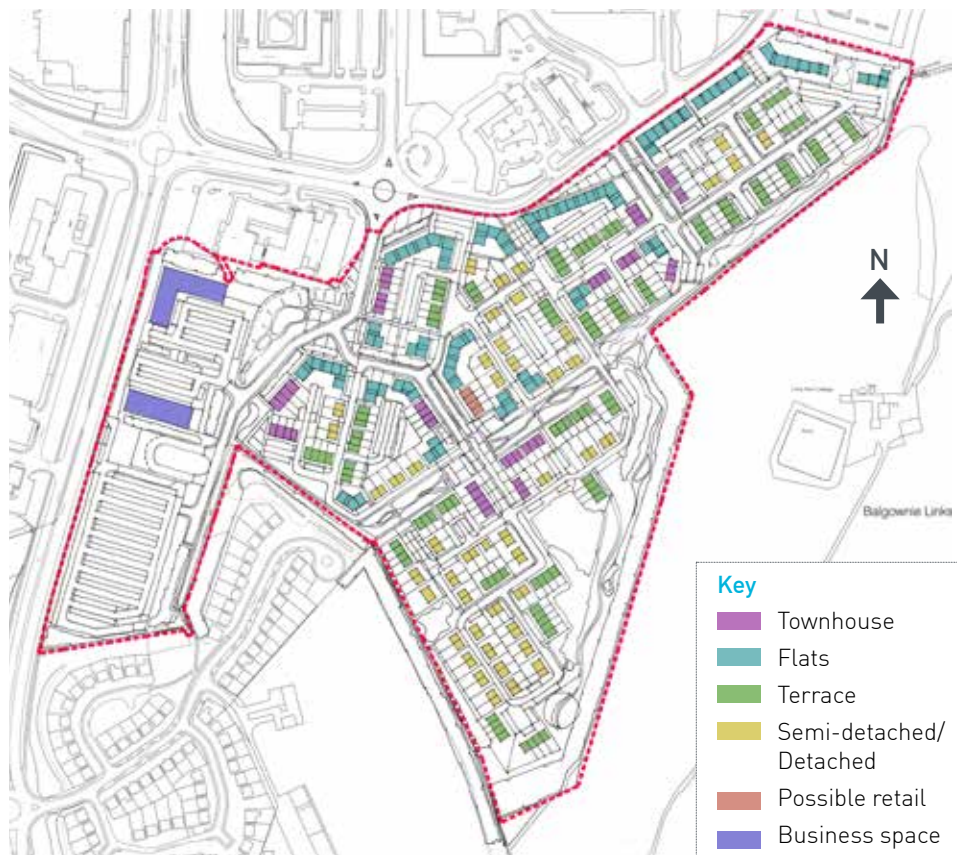 N
Balgownie Links
Key
Townhouse
Flats
Terrace
Semi-detached/
Detached
Possible retail
Business space